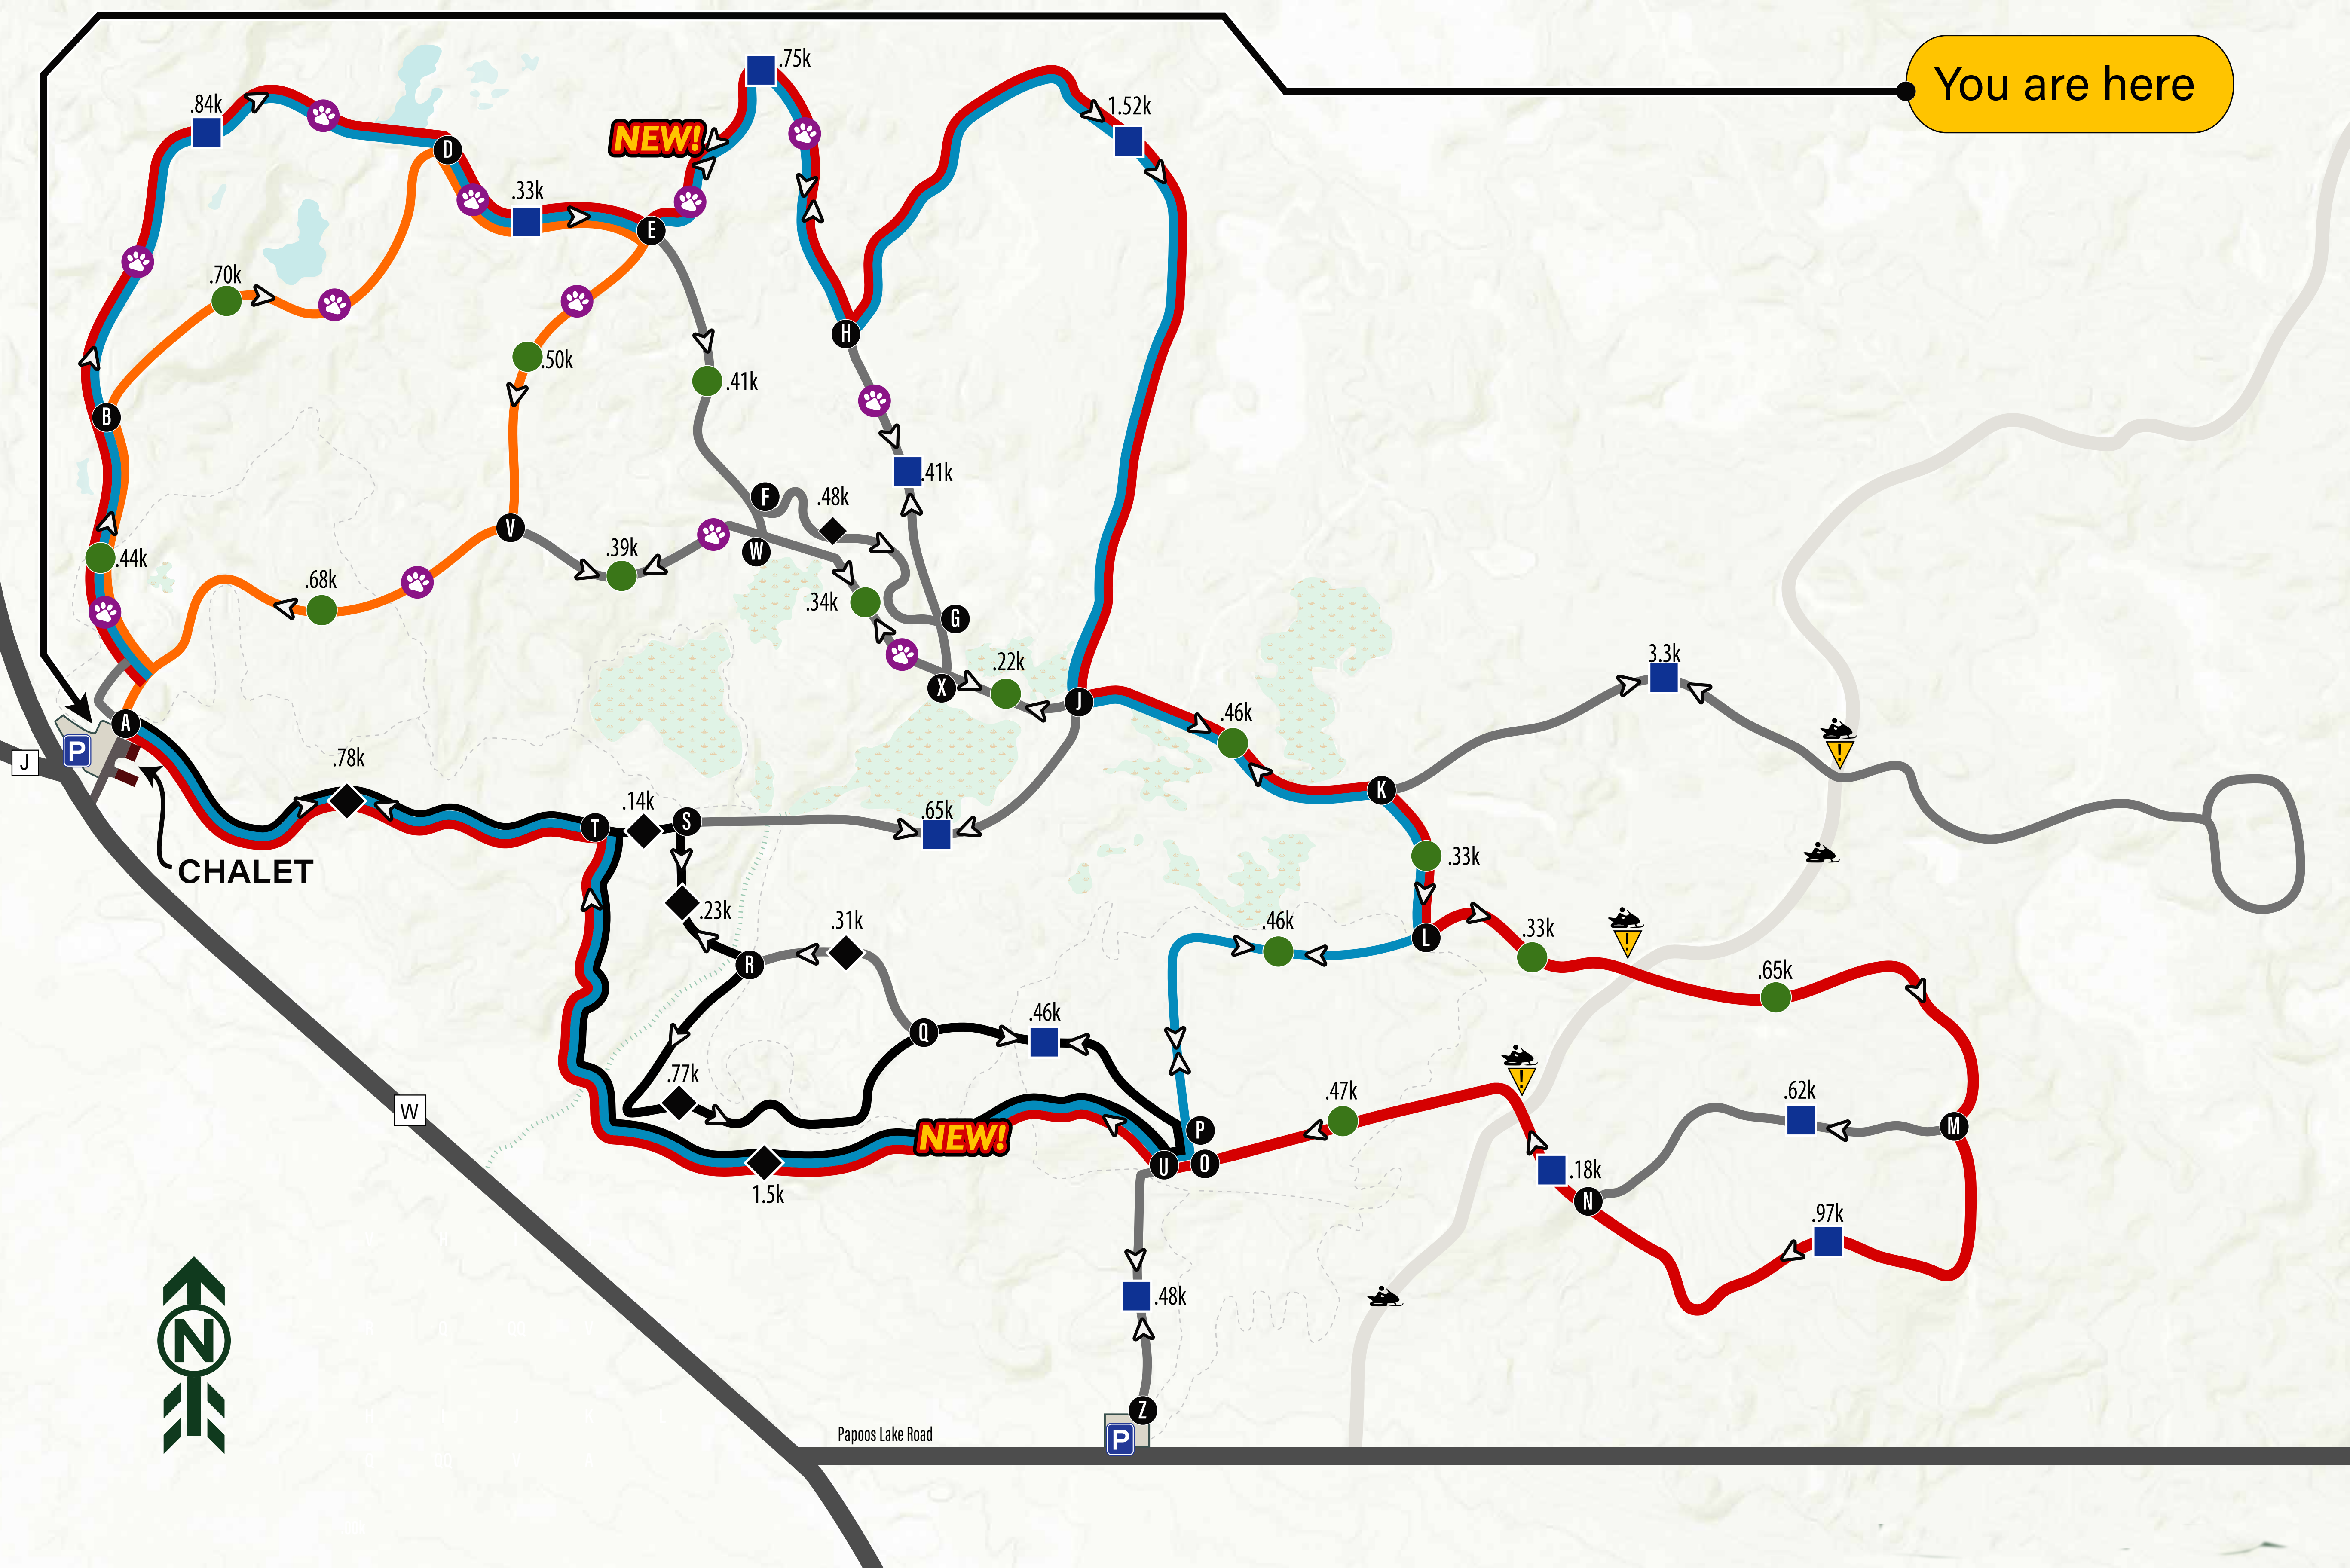 You are here
.75k
.84k
1.52k
NEW!
D
.33k
E
.70k
H
.50k
.41k
B
.41k
F
.48k
V
W
.39k
.44k
.68k
.34k
G
3.3k
.22k
X
J
.46k
A
P
J
.78k
K
.14k
S
T
.65k
CHALET
.33k
.23k
.31k
.46k
L
.33k
R
.65k
.46k
Q
.77k
.47k
.62k
W
P
M
NEW!
U
O
1.5k
.18k
N
.97k
.48k
N
Z
P
Papoos Lake Road